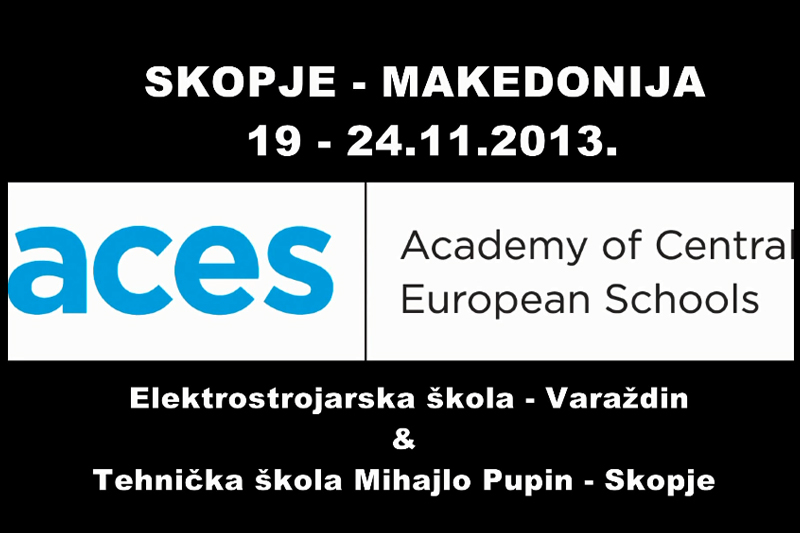 SKOPJE - MAKEDONIJA
19 - 24.11.2013.
aces
Academy of Central
European Schools
Elektrostrojarska škola - Varaždin
&
Tehnička škola Mihajlo Pupin - Skopje